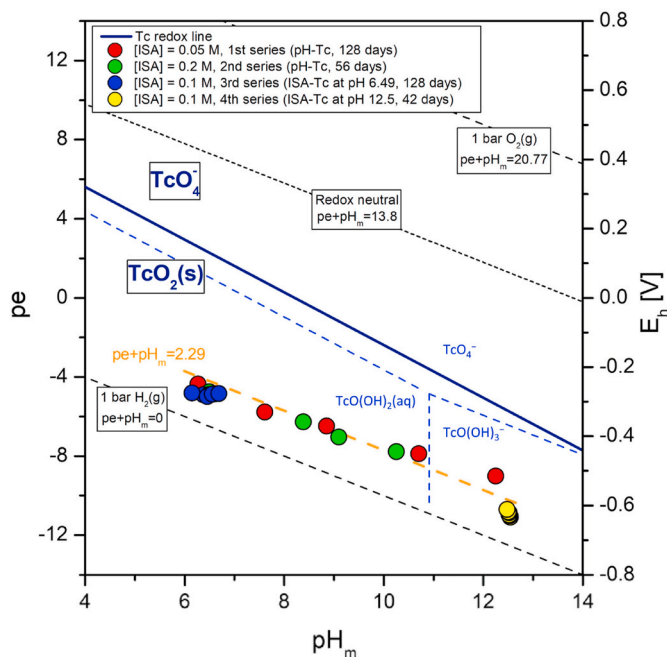 Tc redox line
[ISA] = 0.05 M, 1st series (pH-Tc, 128 days)
[ISA] = 0.2 M, 2nd series (pH-Tc, 56 days)
[ISA] = 0.1 M, 3rd series (ISA-Tc at pH 6.49, 128 days)
[ISA] = 0.1 M, 4th series (ISA-Tc at pH 12.5, 42 days)
1 bar O₂(g)
pe+pHₘ=20.77
TcO₄⁻
Redox neutral
pe+pHₘ=13.8
TcO₂(s)
TcO₄⁻
pe+pHₘ=2.29
1 bar H₂(g)
pe+pHₘ=0
TcO(OH)₂(aq)
TcO(OH)₃⁻
12
8
4
0
-4
-8
-12
pe
0.8
0.6
0.4
0.2
0.0
-0.2
-0.4
-0.6
-0.8
Eₕ [V]
4 6 8 10 12 14
pHₘ